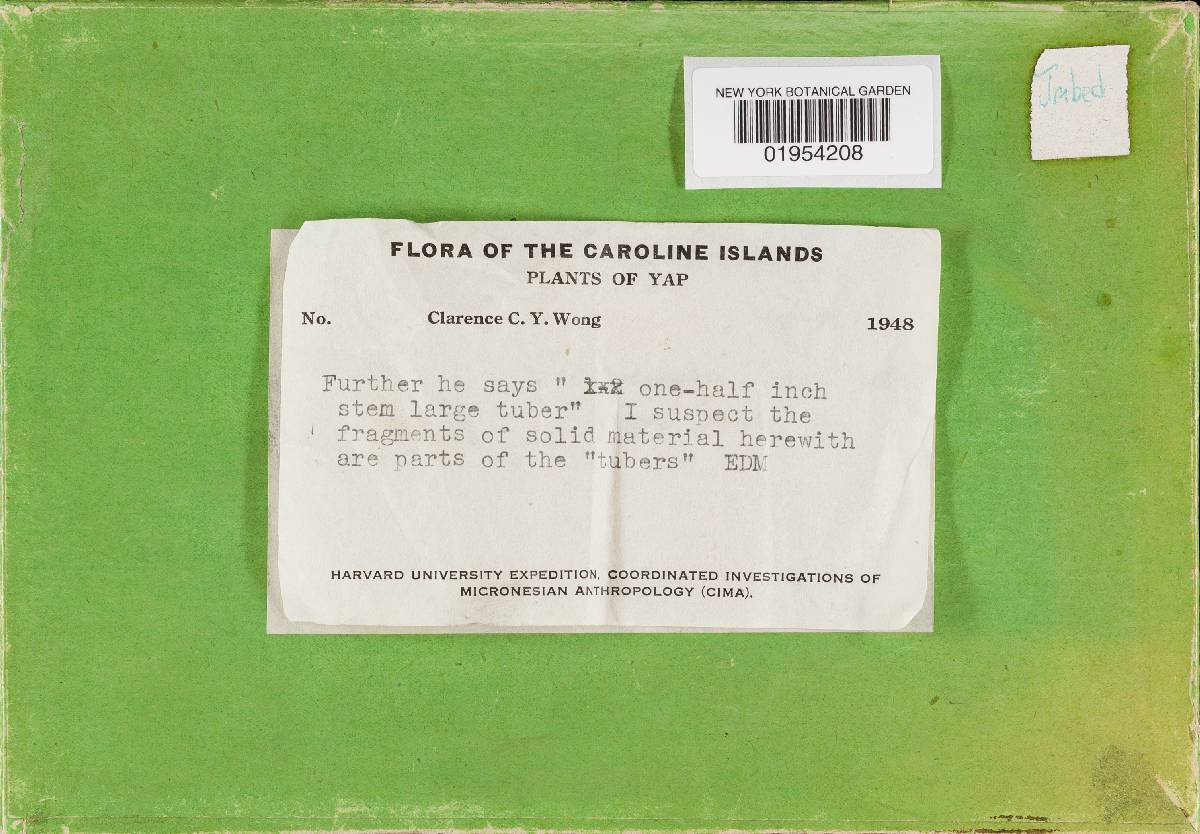 NEW YORK BOTANICAL GARDEN
01954208
FLORA OF THE CAROLINE ISLANDS
PLANTS OF YAP
No. Clarence C. Y. Wong 1948
Further he says " one-half inch
stem large tuber" I suspect the
fragments of solid material herewith
are parts of the "tubers" EDM
HARVARD UNIVERSITY EXPEDITION, COORDINATED INVESTIGATIONS OF
MICRONESIAN ANTHROPOLOGY (CIMA).